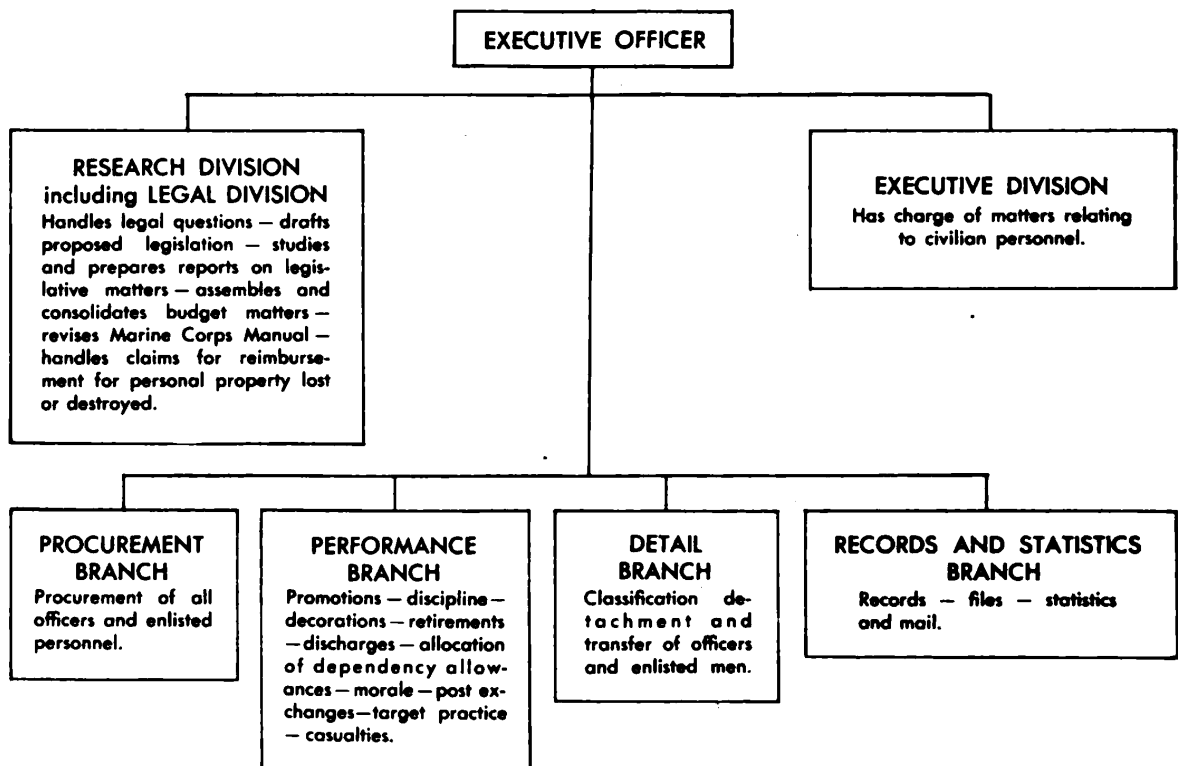 EXECUTIVE OFFICER
RESEARCH DIVISION
including LEGAL DIVISION
Handles legal questions — drafts
proposed legislation — studies
and prepares reports on legis-
lative matters — assembles and
consolidates budget matters —
revises Marine Corps Manual —
handles claims for reimburse-
ment for personal property lost
or destroyed.
EXECUTIVE DIVISION
Has charge of matters relating
to civilian personnel.
PROCUREMENT
BRANCH
Procurement of all
officers and enlisted
personnel.
PERFORMANCE
BRANCH
Promotions — discipline —
decorations — retirements
— discharges — allocation
of dependency allow-
ances — morale — post ex-
changes — target practice
— casualties.
DETAIL
BRANCH
Classification de-
tachment and
transfer of officers
and enlisted men.
RECORDS AND STATISTICS
BRANCH
Records — files — statistics
and mail.